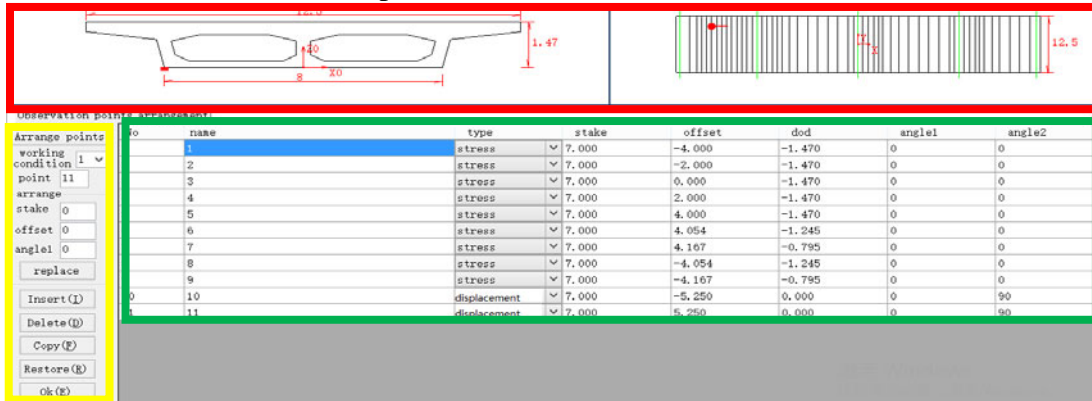 12.5
1.47
Z0
X0
8
12.5
Observation points arrangement
Arrange points
working condition 1
point 11
arrange
stake 0
offset 0
angle1 0
replace
Insert(I)
Delete(D)
Copy(F)
Restore(R)
Ok(E)
No name type stake offset dod angle1 angle2
1 stress 7.000 -4.000 -1.470 0 0
2 stress 7.000 -2.000 -1.470 0 0
3 stress 7.000 0.000 -1.470 0 0
4 stress 7.000 2.000 -1.470 0 0
5 stress 7.000 4.000 -1.470 0 0
6 stress 7.000 4.054 -1.245 0 0
7 stress 7.000 4.167 -0.795 0 0
8 stress 7.000 -4.054 -1.245 0 0
9 stress 7.000 -4.167 -0.795 0 0
10 displacement 7.000 -5.250 0.000 0 90
11 displacement 7.000 5.250 0.000 0 90